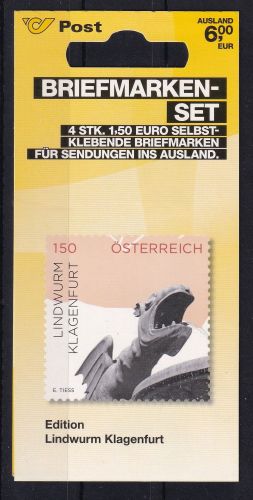 Post
AUSLAND
6,00
EUR
BRIEFMARKEN-
SET
4 STK. 1,50 EURO SELBST-
KLEBENDE BRIEFMARKEN
FÜR SENDUNGEN INS AUSLAND.
150 ÖSTERREICH
LINDWURM
KLAGENFURT
E. TIESS
Edition
Lindwurm Klagenfurt